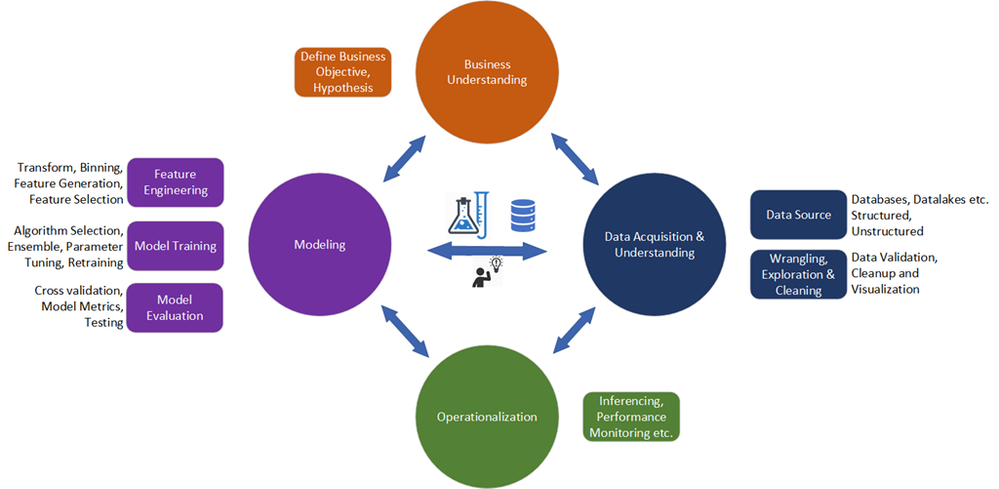 Define Business
Objective,
Hypothesis
Business
Understanding
Transform, Binning,
Feature Generation,
Feature Selection
Feature
Engineering
Algorithm Selection,
Ensemble, Parameter
Tuning, Retraining
Model Training
Cross validation,
Model Metrics,
Testing
Model
Evaluation
Modeling
Data Acquisition &
Understanding
Data Source
Databases, Datalakes etc.
Structured,
Unstructured
Wrangling,
Exploration &
Cleaning
Data Validation,
Cleanup and
Visualization
Operationalization
Inferencing,
Performance
Monitoring etc.